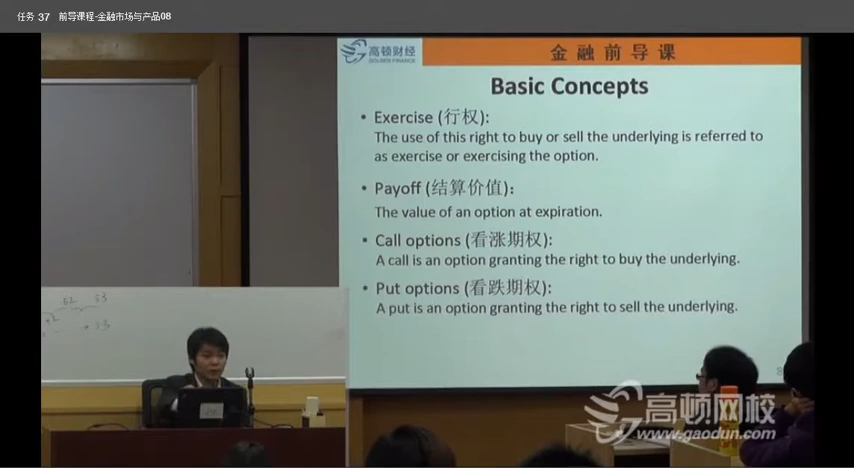 任务 37 前导课程-金融市场与产品08
高顿财经
GOLDEN FINANCE
金融前导课
Basic Concepts
• Exercise (行权):
The use of this right to buy or sell the underlying is referred to
as exercise or exercising the option.
• Payoff (结算价值):
The value of an option at expiration.
• Call options (看涨期权):
A call is an option granting the right to buy the underlying.
• Put options (看跌期权):
A put is an option granting the right to sell the underlying.
8
62 53
高顿网校
www.gaodun.com